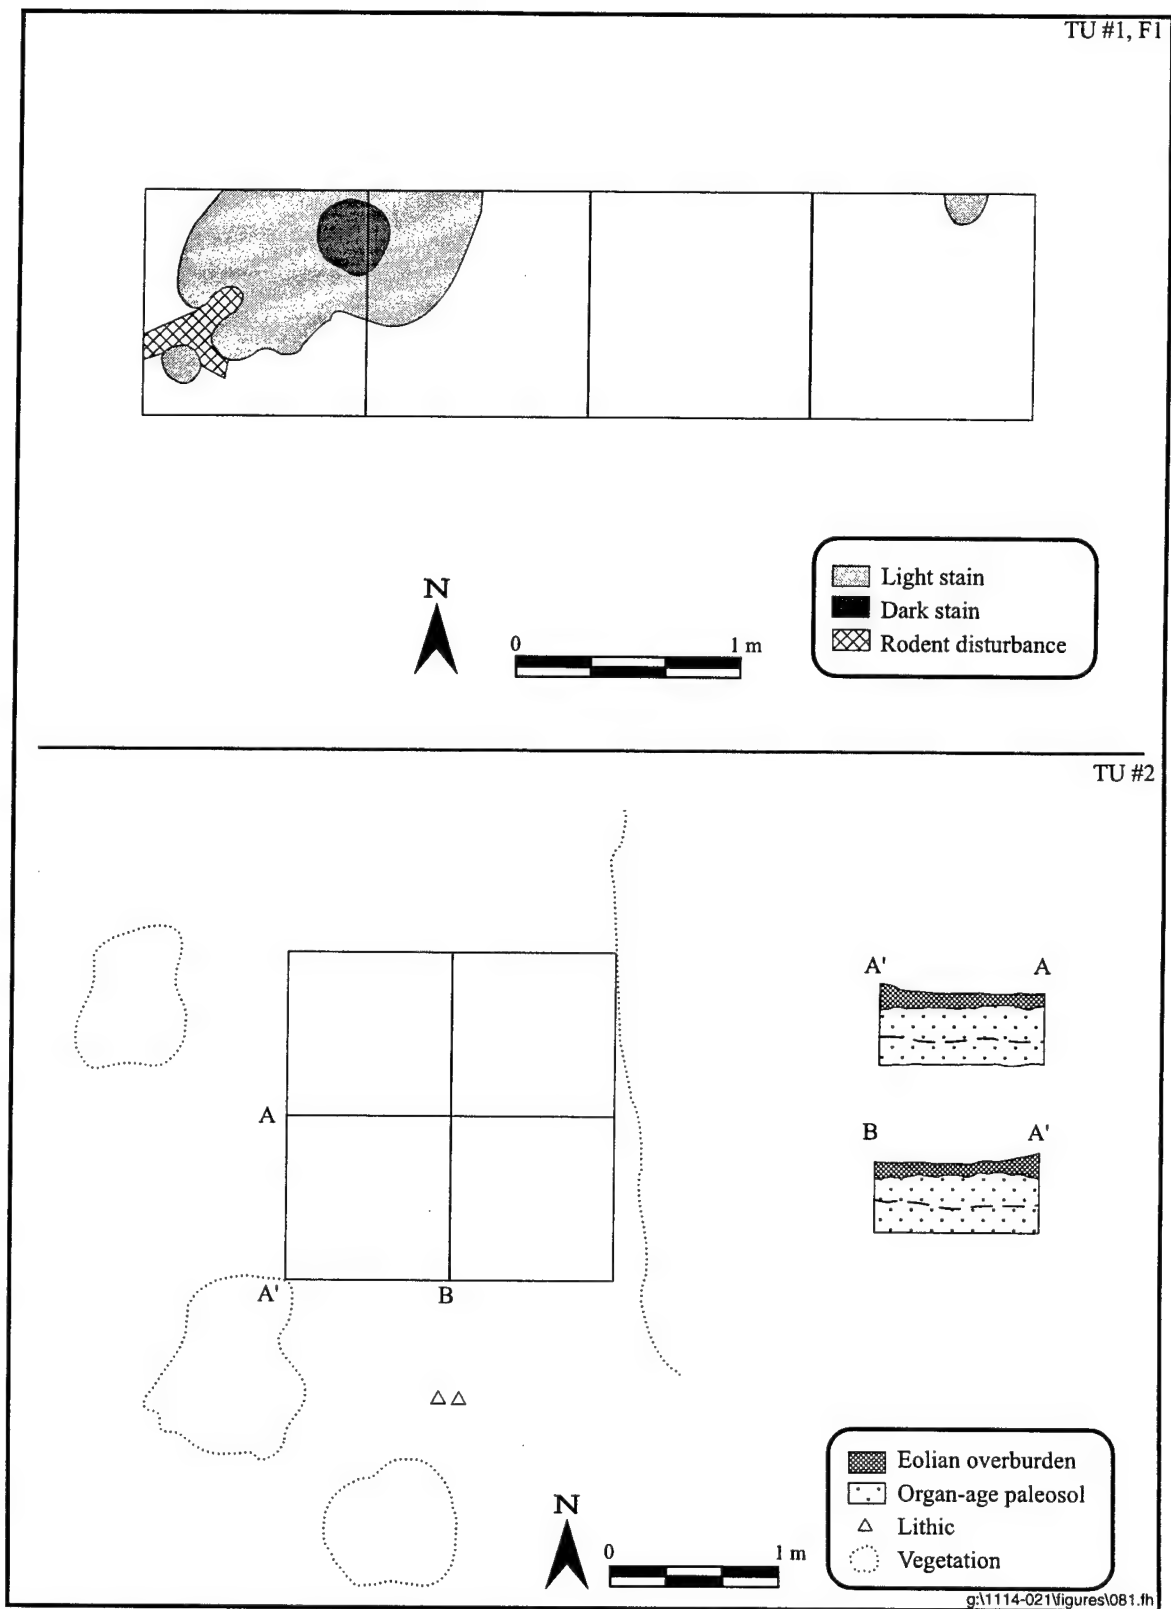 TU #1, F1
Light stain
Dark stain
Rodent disturbance
N
0 1 m
TU #2
A' A
B A'
A
A' B
Eolian overburden
Organ-age paleosol
Lithic
Vegetation
N
0 1 m
g:\1114-021\figures\081.fh